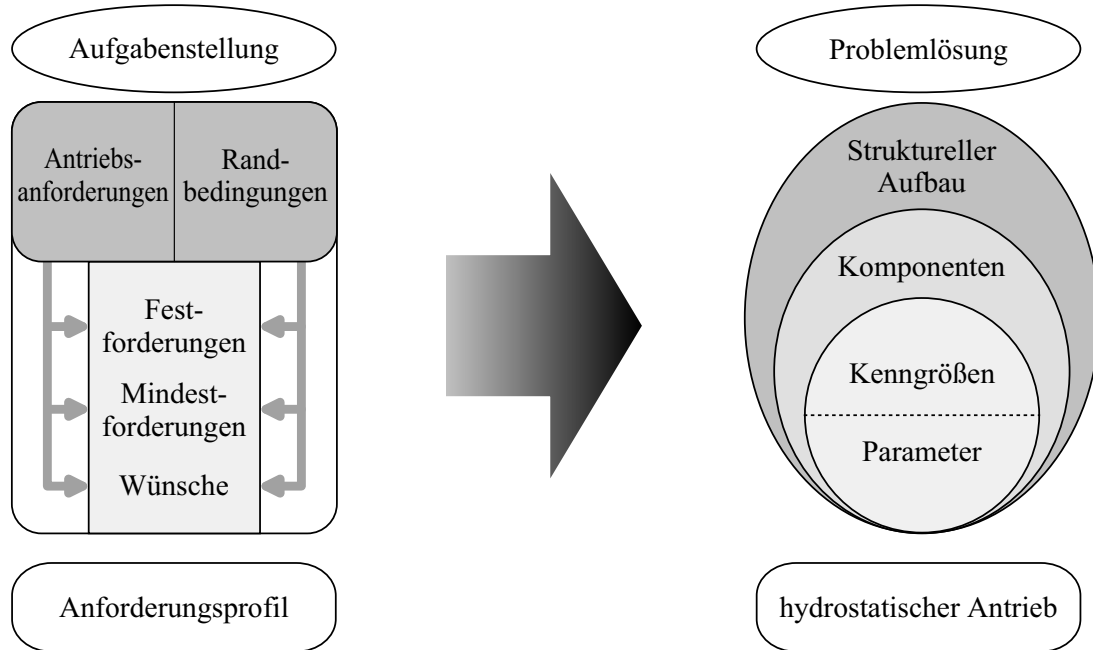 Aufgabenstellung
Antriebs-
anforderungen
Rand-
bedingungen
Fest-
forderungen
Mindest-
forderungen
Wünsche
Anforderungsprofil
Problemlösung
Struktureller
Aufbau
Komponenten
Kenngrößen
Parameter
hydrostatischer Antrieb